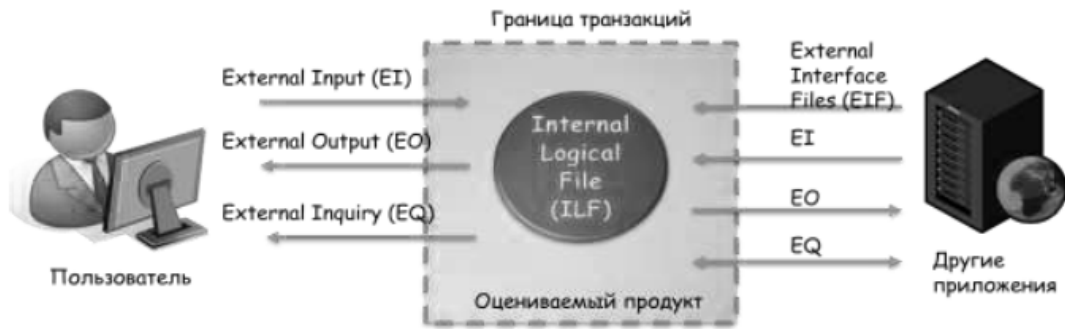 Граница транзакций
External Input (EI)
External Output (EO)
External Inquiry (EQ)
Пользователь
Internal
Logical
File
(ILF)
Оцениваемый продукт
External
Interface
Files (EIF)
EI
EO
EQ
Другие
приложения